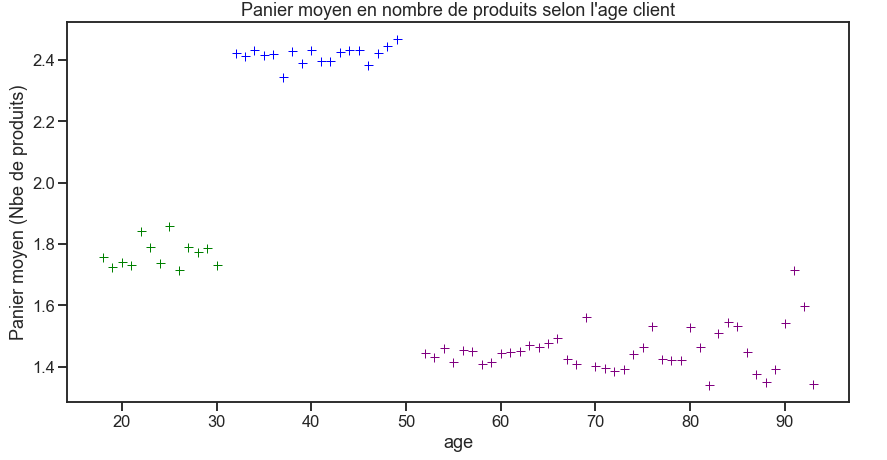 Panier moyen en nombre de produits selon l'age client
Panier moyen (Nbe de produits)
2.4
2.2
2.0
1.8
1.6
1.4
20 30 40 50 60 70 80 90
age